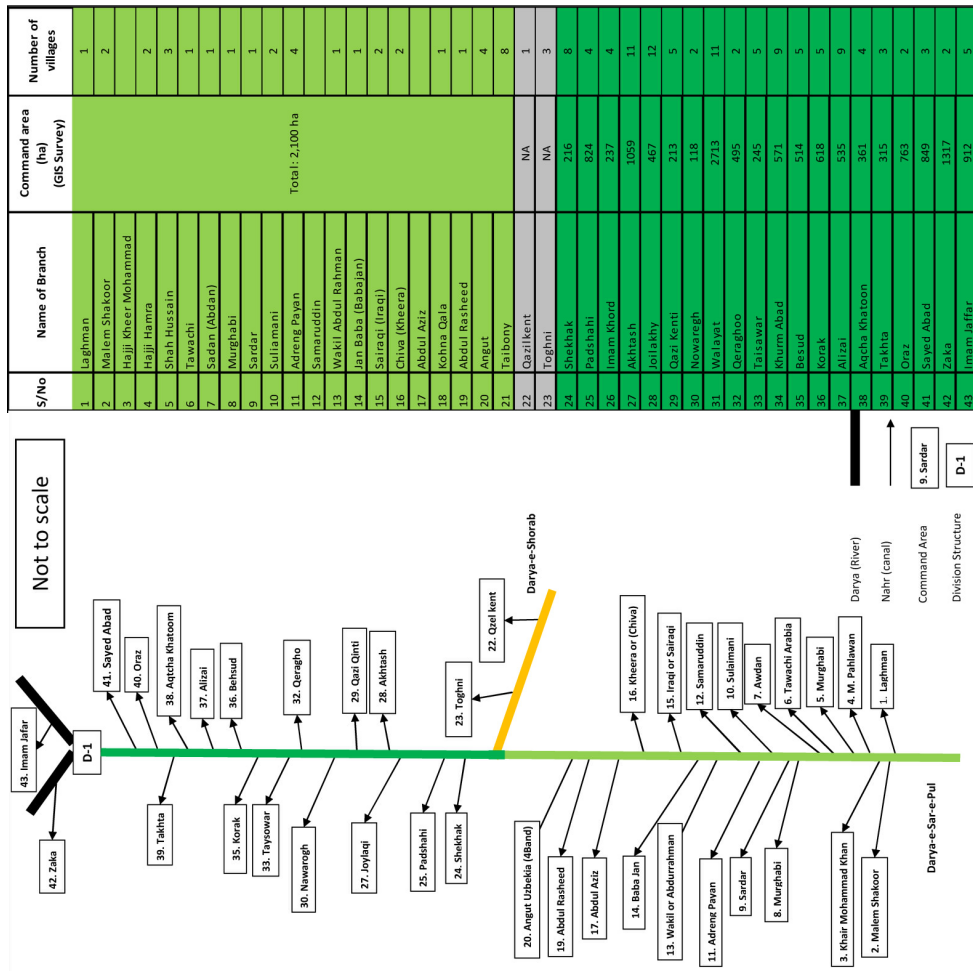 Not to scale
43. Imam Jafar
42. Zaka
D-1
41. Sayed Abad
40. Oraz
39. Takhta
38. Aqtcha Khatoom
37. Alizai
36. Behsud
35. Korak
33. Taysowar
32. Qeragho
30. Nawarogh
29. Qazi Qinti
28. Akhtash
27. Joylaqi
25. Padshahi
24. Shekhak
23. Toghni
22. Qzel kent
Darya-e-Shorab
20. Angut Uzbekia (4Band)
19. Abdul Rasheed
17. Abdul Aziz
16. Kheera or (Chiva)
15. Iraqi or Sairaqi
14. Baba Jan
13. Wakil or Abdurrahman
12. Samaruddin
11. Adreng Payan
10. Sulaimani
9. Sardar
8. Murghabi
7. Awdan
6. Tawachi Arabia
5. Murghabi
4. M. Pahlawan
3. Khair Mohammad Khan
2. Malem Shakoor
1. Laghman
Darya-e-Sar-e-Pul
Darya (River)
Nahr (canal)
Command Area
9. Sardar
Division Structure
D-1
S/No Name of Branch Command area (ha) (GIS Survey) Number of villages
1 Laghman 1
2 Malem Shakoor 2
3 Hajji Kheer Mohammad
4 Hajji Hamra 2
5 Shah Hussain 3
6 Tawachi 1
7 Sadan (Abdan) 1
8 Murghabi 1
9 Sardar 1
10 Suliamani 2
11 Adreng Payan Total: 2,100 ha 4
12 Samaruddin
13 Wakil Abdul Rahman 1
14 Jan Baba (Babajan) 1
15 Sairaqi (Iraqi) 2
16 Chiva (Kheera) 2
17 Abdul Aziz
18 Kohna Qala 1
19 Abdul Rasheed 1
20 Angut 4
21 Taibony 8
22 Qazilkent NA 1
23 Toghni NA 3
24 Shekhak 216 8
25 Padshahi 824 4
26 Imam Khord 237 4
27 Akhtash 1059 11
28 Joilakhy 467 12
29 Qazi Kenti 213 5
30 Nowaregh 118 2
31 Walayat 2713 11
32 Qeraghoo 495 2
33 Taisawar 245 5
34 Khurm Abad 571 9
35 Besud 514 5
36 Korak 618 5
37 Alizai 535 9
38 Aqcha Khatoon 361 4
39 Takhta 315 3
40 Oraz 763 2
41 Sayed Abad 849 3
42 Zaka 1317 2
43 Imam Jaffar 912 5